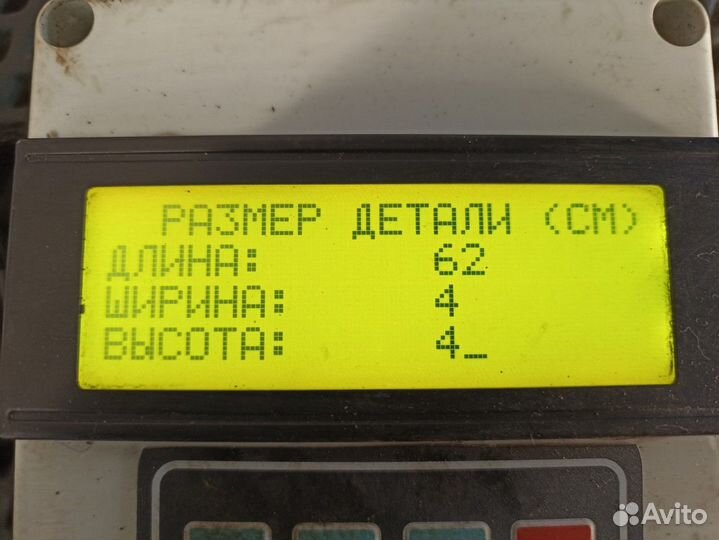 РАЗМЕР ДЕТАЛИ (СМ)
ДЛИНА: 62
ШИРИНА: 4
ВЫСОТА: 4_
Avito